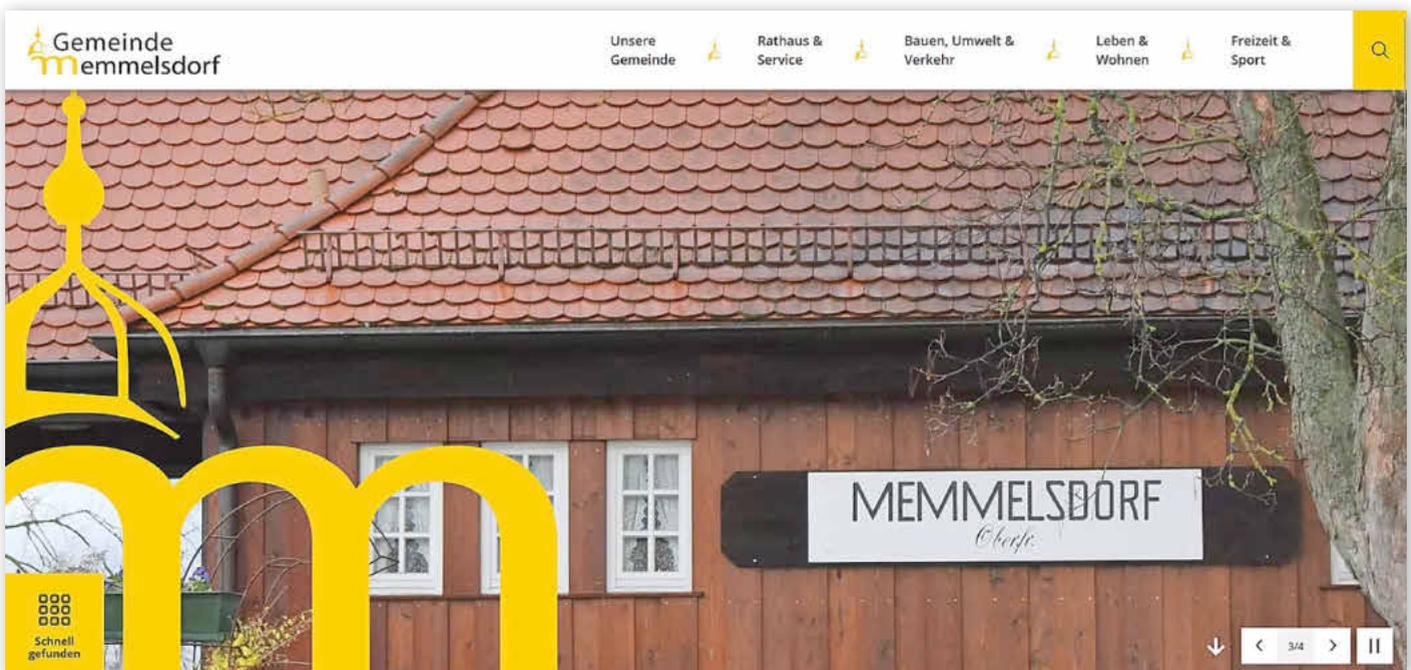 Gemeinde
memmelsdorf
Unsere
Gemeinde
Rathaus &
Service
Bauen, Umwelt &
Verkehr
Leben &
Wohnen
Freizeit &
Sport
MEMMELSDORF
Oberfr.
m
Schnell
gefunden
3/4